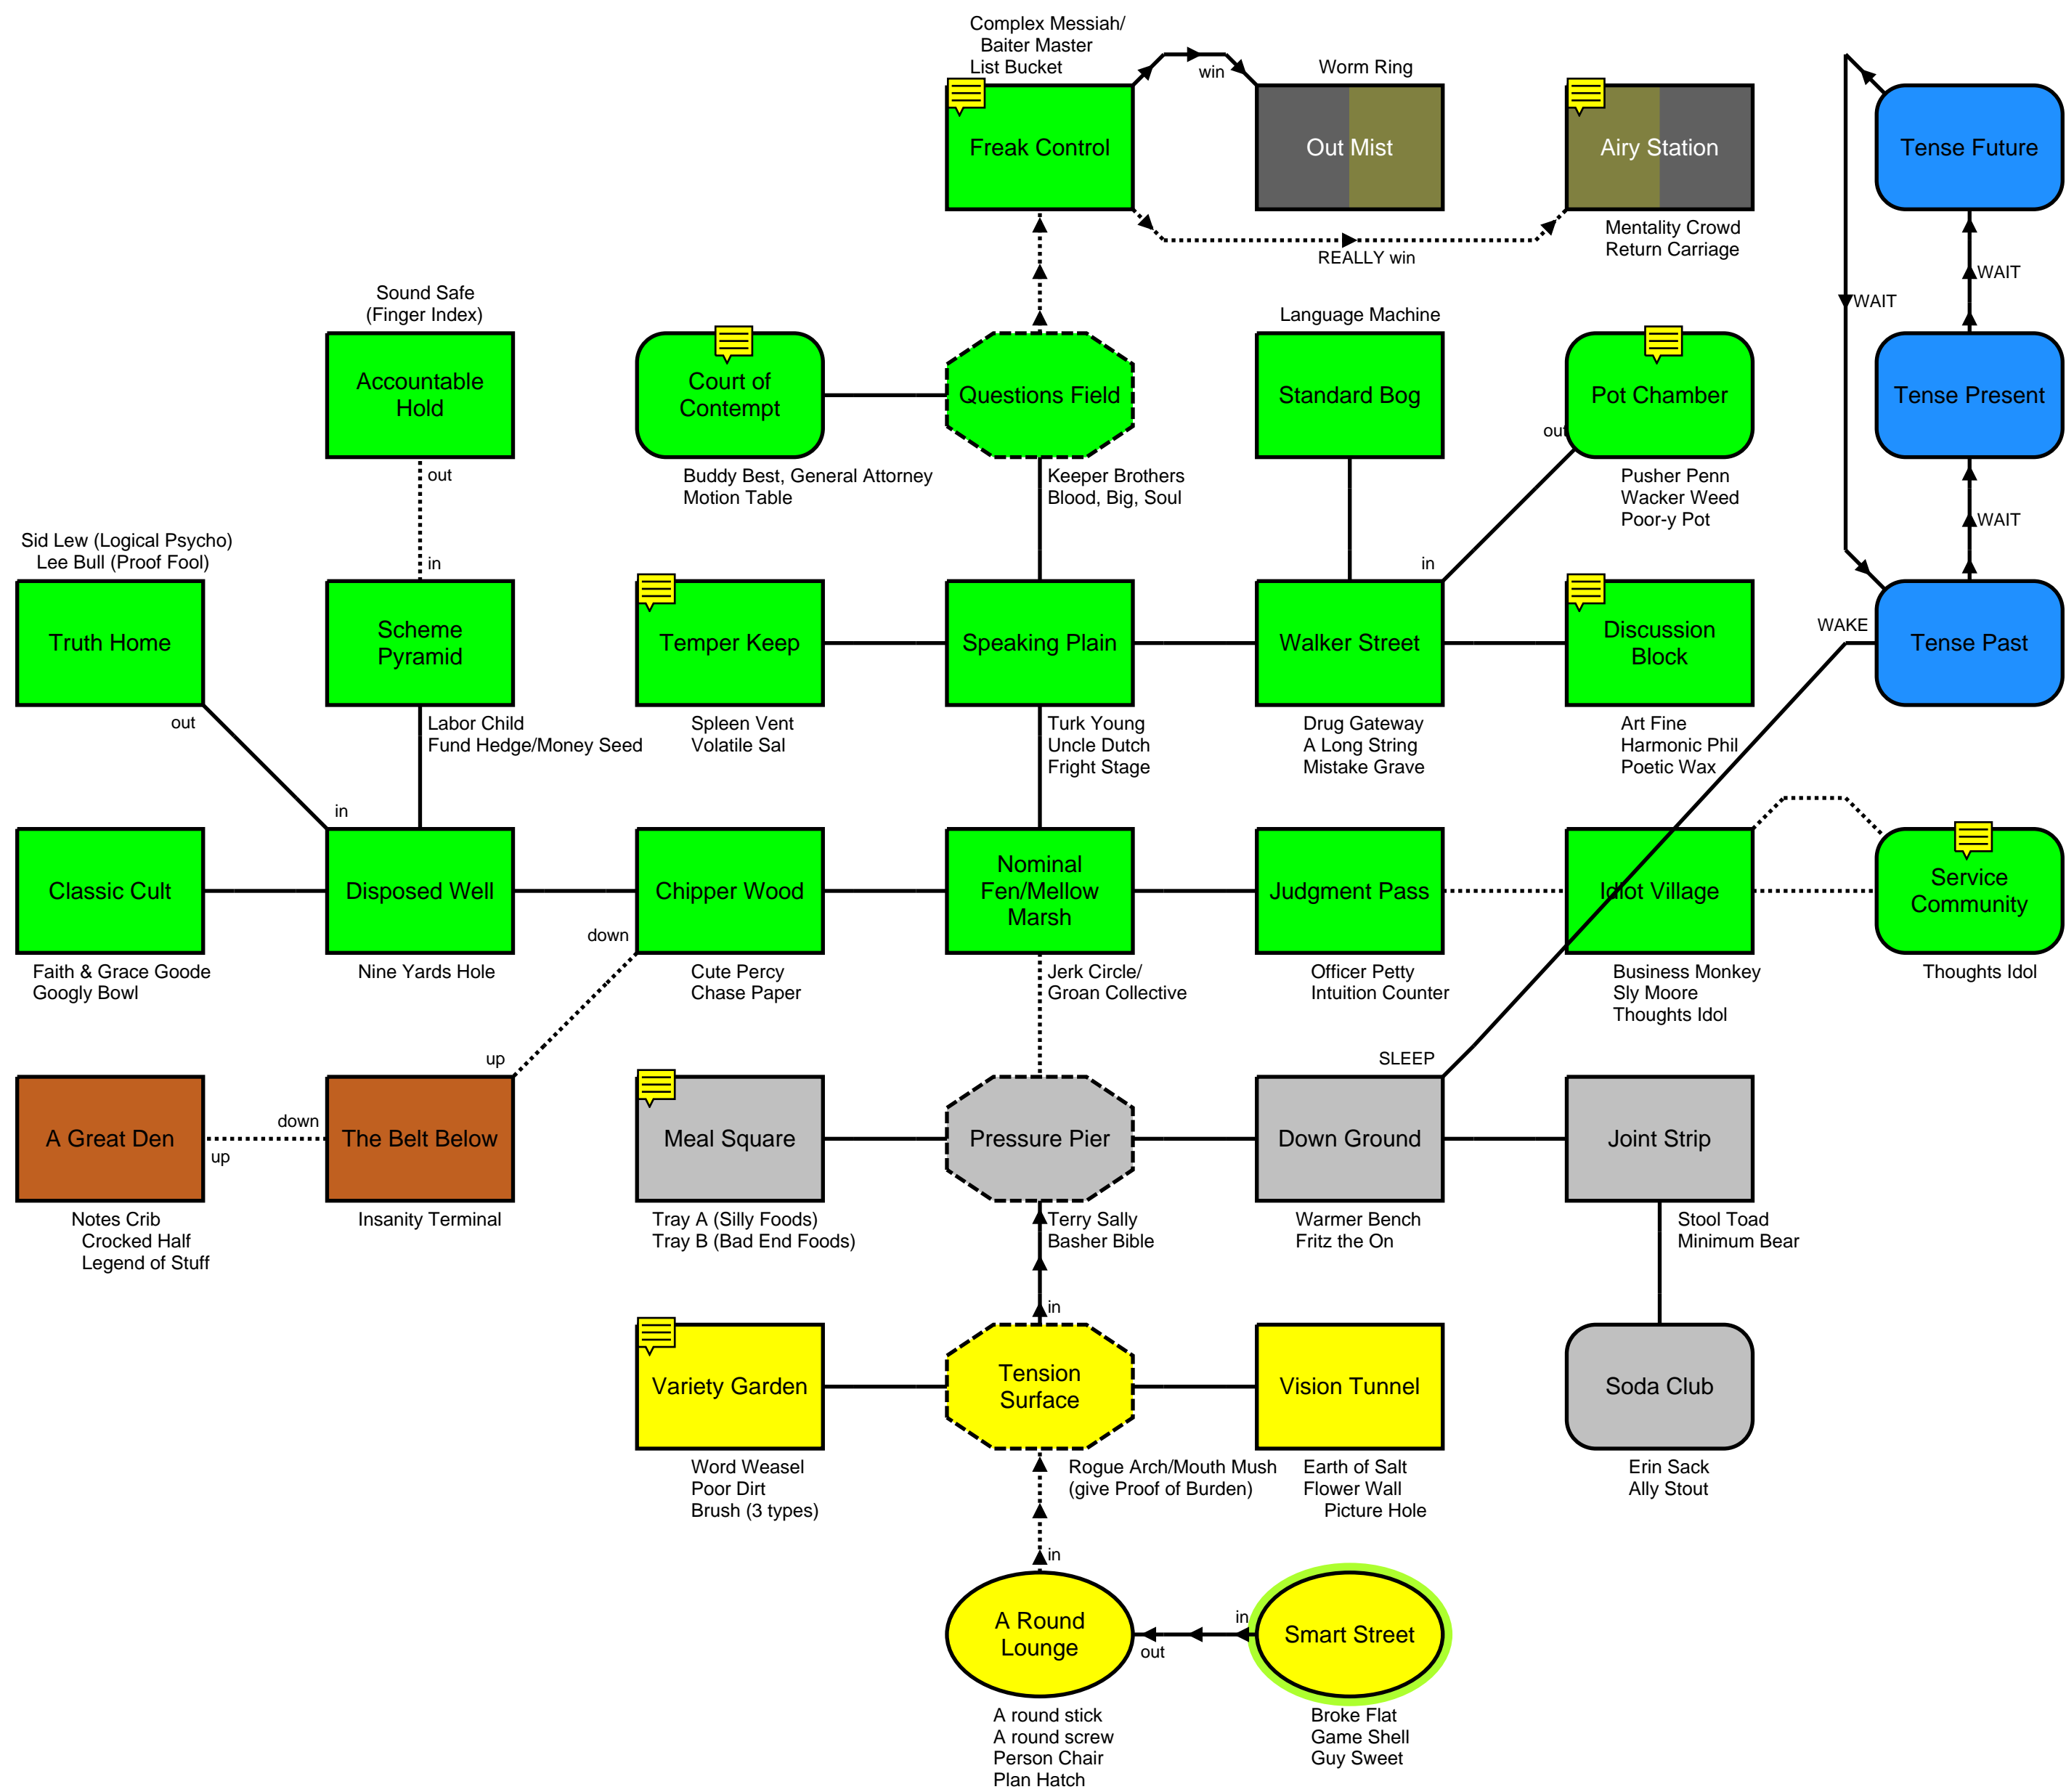 Complex Messiah/
Baiter Master
List Bucket
win
Worm Ring
Freak Control
Out Mist
Airy Station
Tense Future
Mentality Crowd
Return Carriage
REALLY win
WAIT
WAIT
Sound Safe
(Finger Index)
Language Machine
Accountable
Hold
Court of
Contempt
Questions Field
Standard Bog
Pot Chamber
Tense Present
out
out
Buddy Best, General Attorney
Motion Table
Keeper Brothers
Blood, Big, Soul
Pusher Penn
Wacker Weed
Poor-y Pot
WAIT
Sid Lew (Logical Psycho)
Lee Bull (Proof Fool)
in
in
Truth Home
Scheme
Pyramid
Temper Keep
Speaking Plain
Walker Street
Discussion
Block
WAKE
Tense Past
out
Labor Child
Fund Hedge/Money Seed
Spleen Vent
Volatile Sal
Turk Young
Uncle Dutch
Fright Stage
Drug Gateway
A Long String
Mistake Grave
Art Fine
Harmonic Phil
Poetic Wax
in
Classic Cult
Disposed Well
Chipper Wood
Nominal
Fen/Mellow
Marsh
Judgment Pass
Idiot Village
Service
Community
down
Faith & Grace Goode
Googly Bowl
Nine Yards Hole
Cute Percy
Chase Paper
Jerk Circle/
Groan Collective
Officer Petty
Intuition Counter
Business Monkey
Sly Moore
Thoughts Idol
Thoughts Idol
up
SLEEP
A Great Den
down
up
The Belt Below
Meal Square
Pressure Pier
Down Ground
Joint Strip
Notes Crib
Crocked Half
Legend of Stuff
Insanity Terminal
Tray A (Silly Foods)
Tray B (Bad End Foods)
Terry Sally
Basher Bible
Warmer Bench
Fritz the On
Stool Toad
Minimum Bear
in
Variety Garden
Tension
Surface
Vision Tunnel
Soda Club
Word Weasel
Poor Dirt
Brush (3 types)
Rogue Arch/Mouth Mush
(give Proof of Burden)
Earth of Salt
Flower Wall
Picture Hole
Erin Sack
Ally Stout
in
A Round
Lounge
out
in
Smart Street
A round stick
A round screw
Person Chair
Plan Hatch
Broke Flat
Game Shell
Guy Sweet